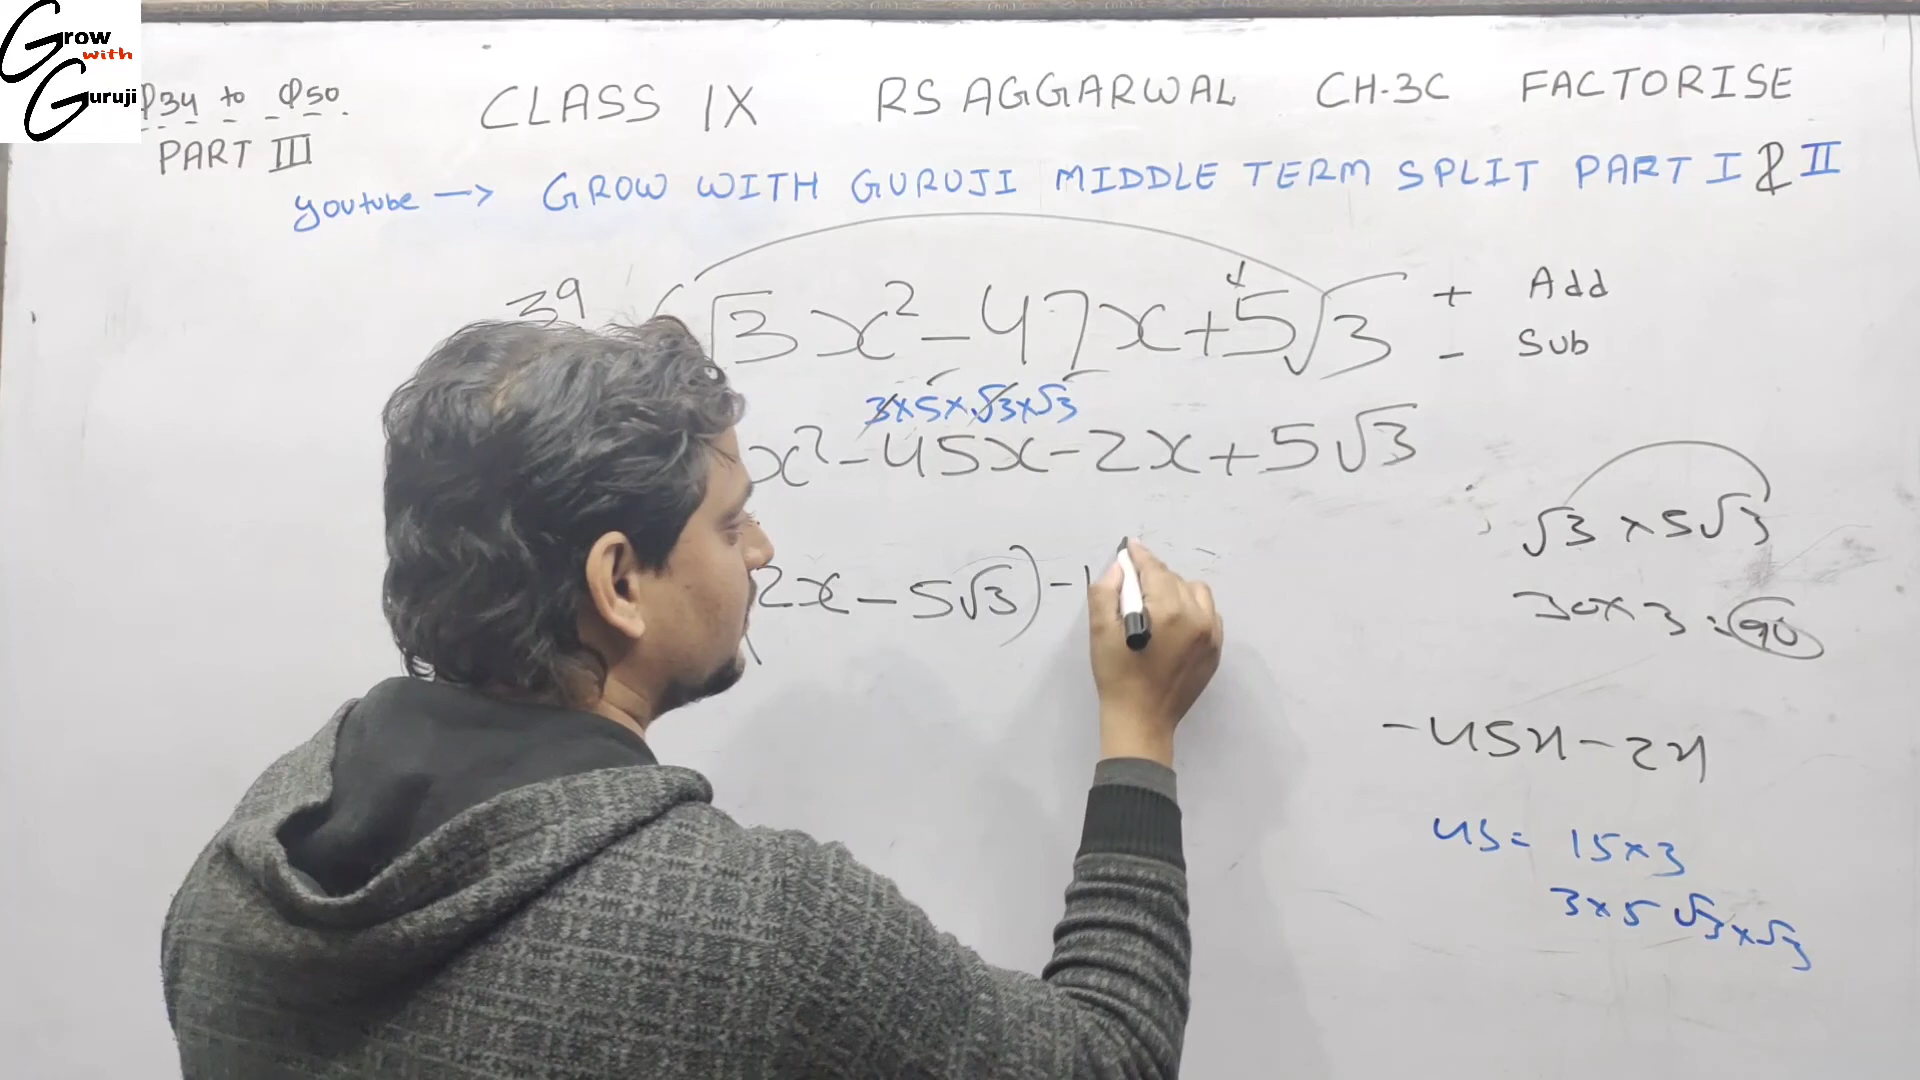 Grow
with
Guruji
Q34 to Q50.
CLASS IX RS AGGARWAL CH-3C FACTORISE
PART III
youtube → GROW WITH GURUJI MIDDLE TERM SPLIT PART I & II
39
√3x² - 47x + 5√3
+ Add
- Sub
3×5×√3×√3
x² - 45x - 2x + 5√3
√3 × 5√3
(2x - 5√3) - 1
30×3 = 90
-45x - 2x
45 = 15×3
3×5 √3×√3